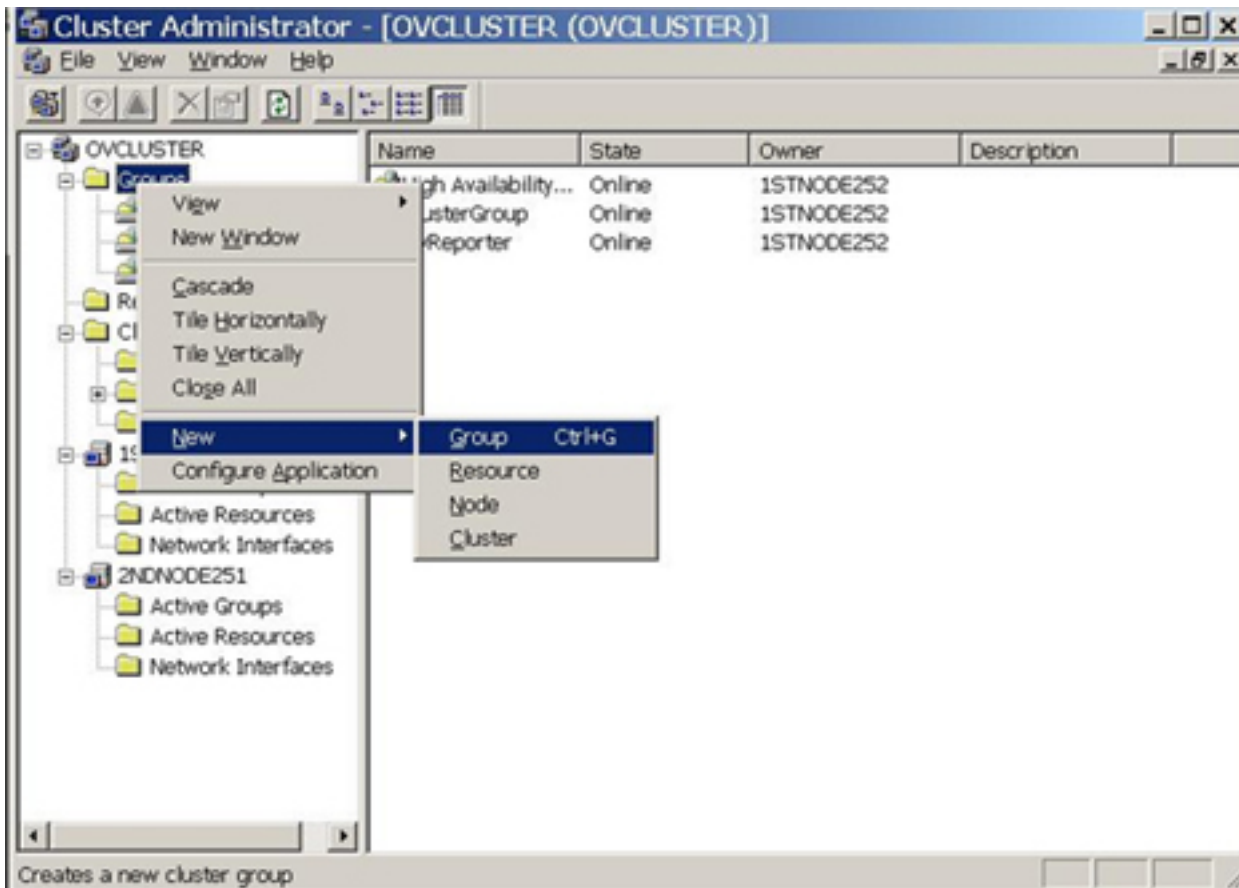 Cluster Administrator - [OVCLUSTER (OVCLUSTER)]
File View Window Help
OVCLUSTER
Groups
Active Resources
Network Interfaces
2NDNODE251
Active Groups
Active Resources
Network Interfaces
View
New Window
Cascade
Tile Horizontally
Tile Vertically
Close All
New
Configure Application
Group Ctrl+G
Resource
Node
Cluster
Name State Owner Description
Availability... Online 1STNODE252
Online 1STNODE252
Online 1STNODE252
Creates a new cluster group